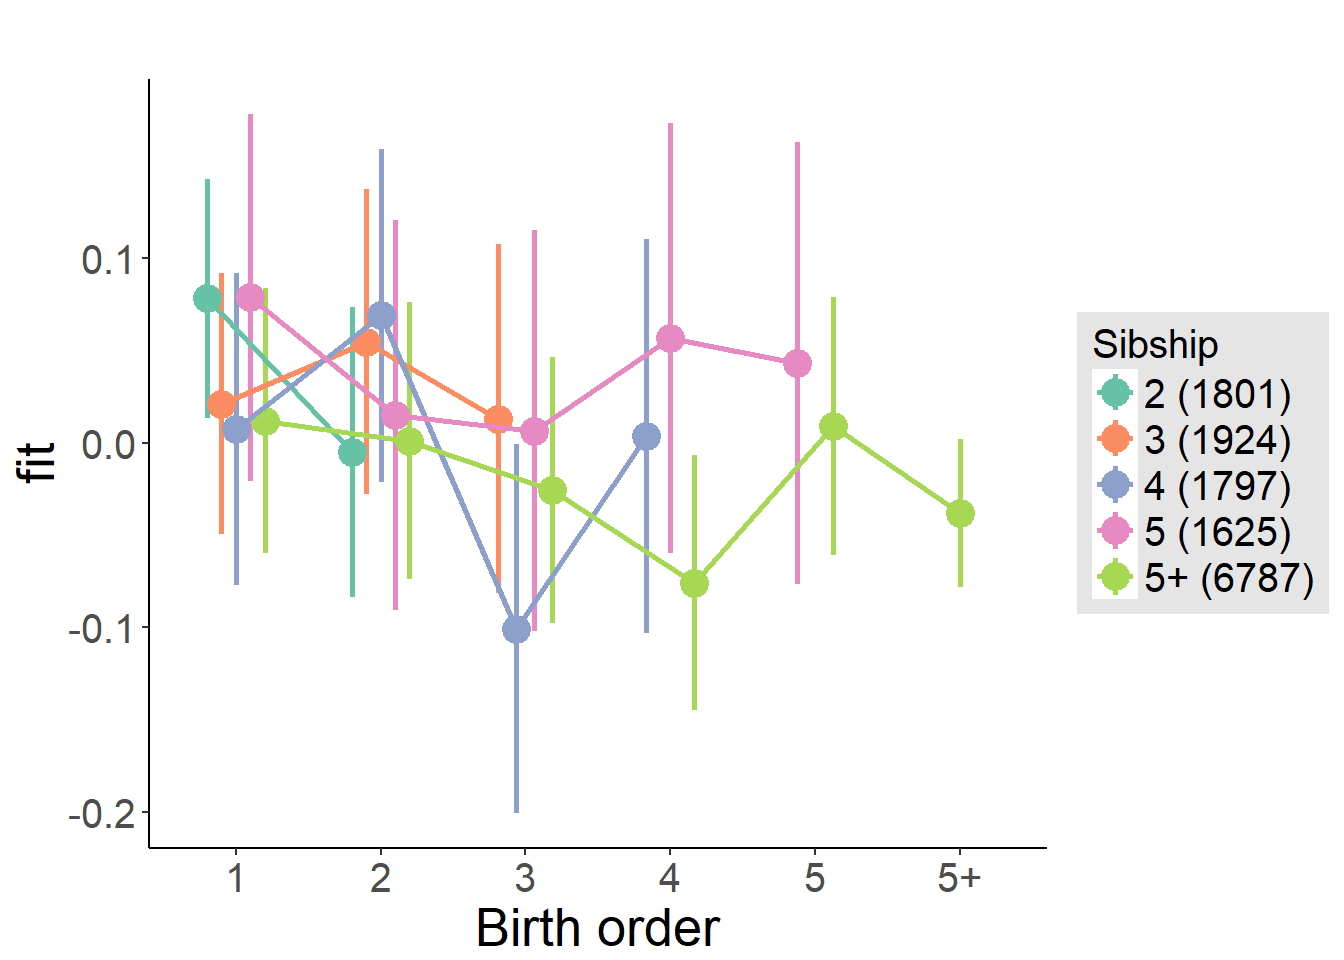 fit
0.1
0.0
-0.1
-0.2
1 2 3 4 5 5+
Birth order
Sibship
2 (1801)
3 (1924)
4 (1797)
5 (1625)
5+ (6787)